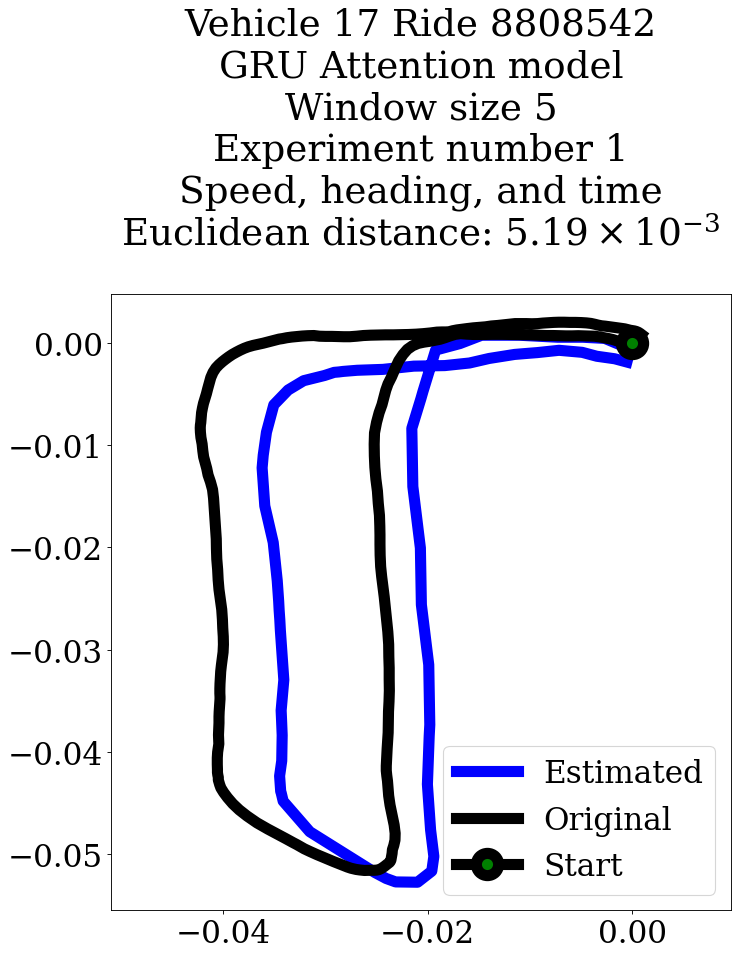 Vehicle 17 Ride 8808542
GRU Attention model
Window size 5
Experiment number 1
Speed, heading, and time
Euclidean distance: 5.19 × 10⁻³
0.00
−0.01
−0.02
−0.03
−0.04
−0.05
−0.04
−0.02
0.00
Estimated
Original
Start